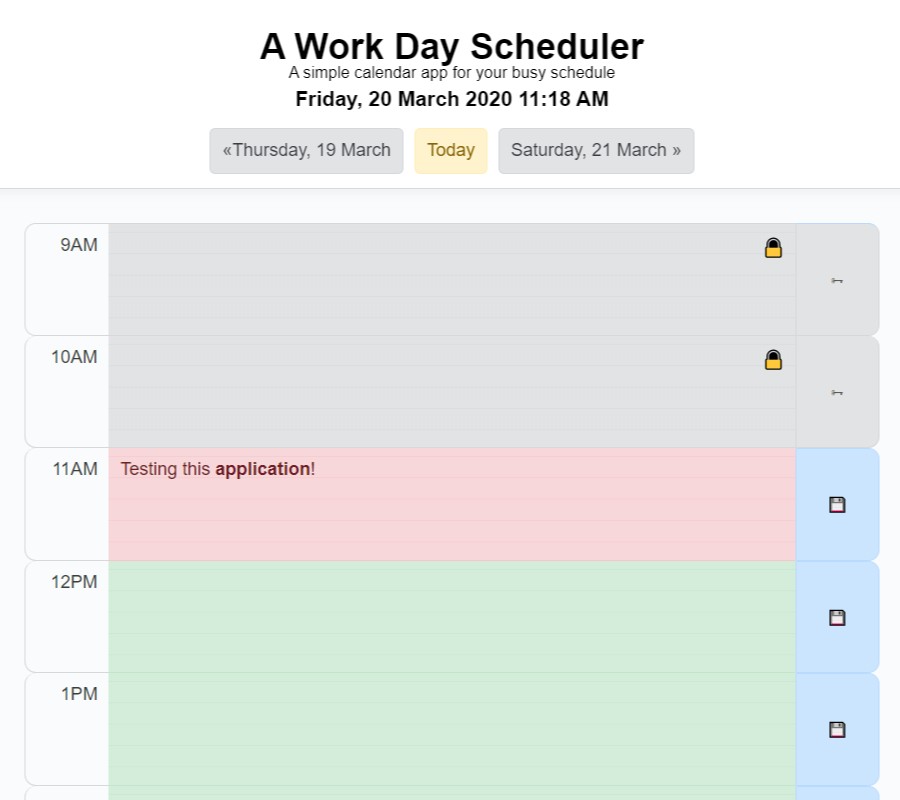 A Work Day Scheduler
A simple calendar app for your busy schedule
Friday, 20 March 2020 11:18 AM
«Thursday, 19 March Today Saturday, 21 March »
9AM
10AM
11AM Testing this application!
12PM
1PM